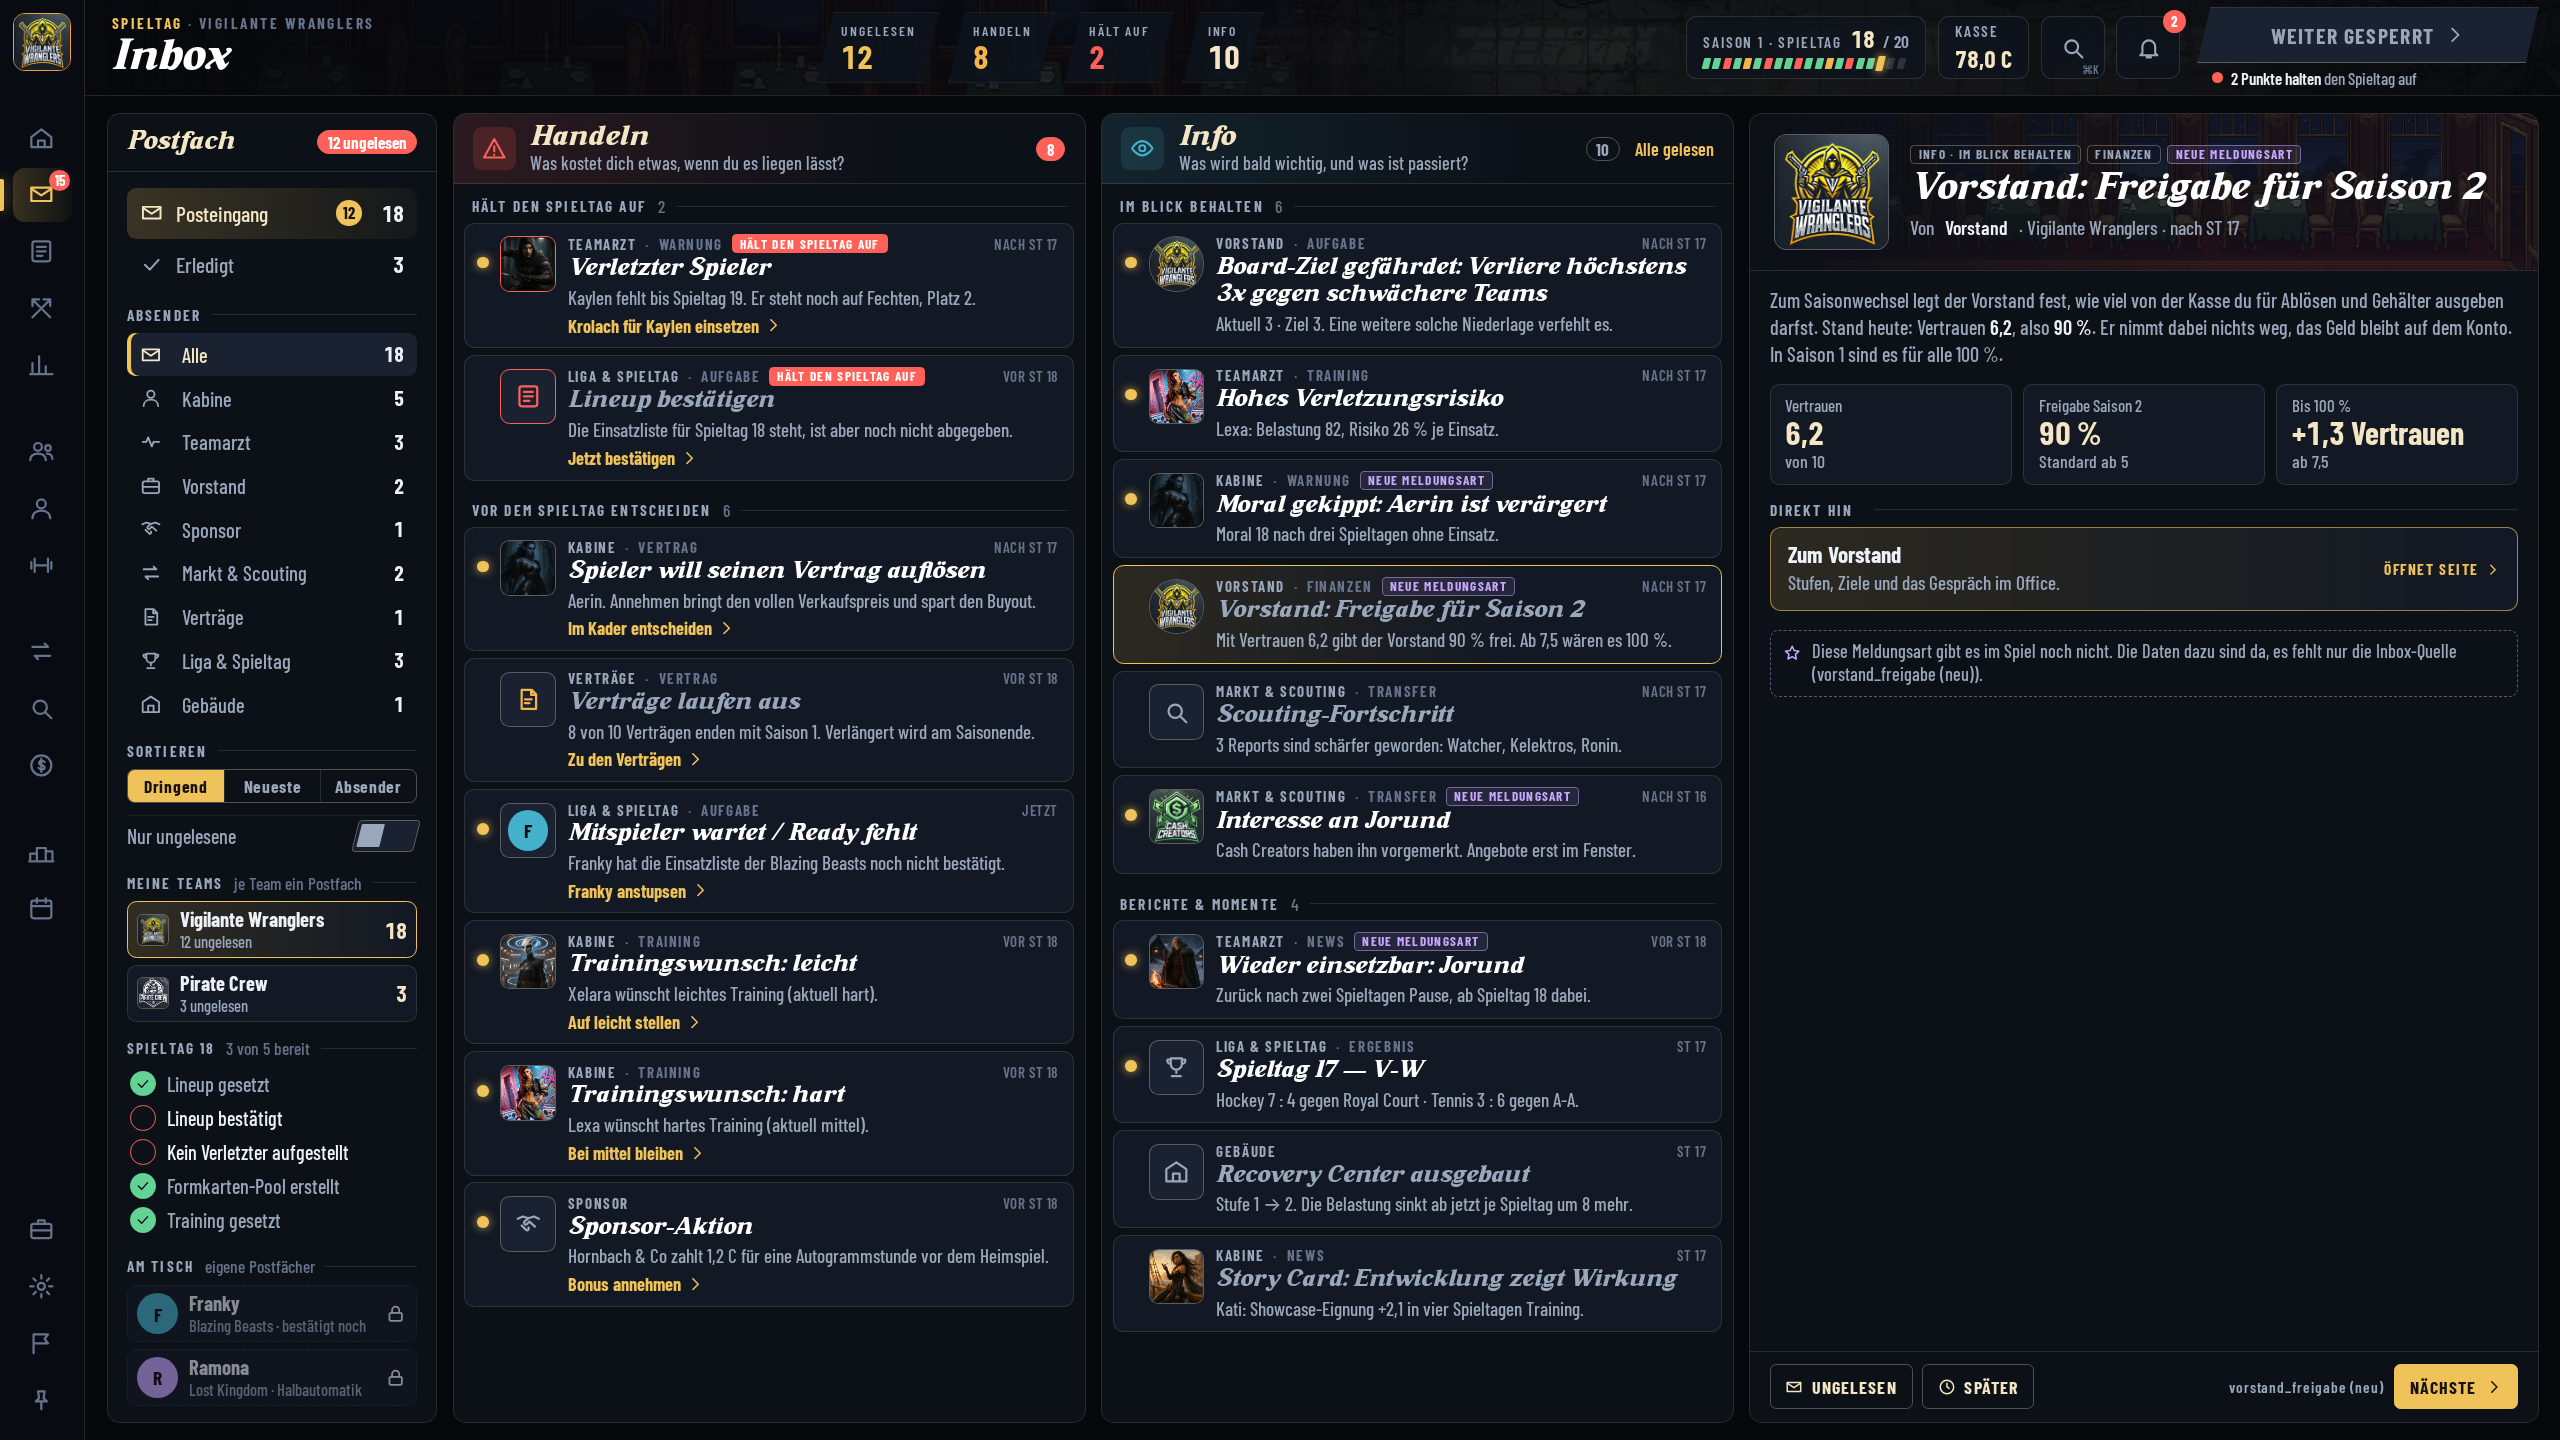 SPIELTAG · VIGILANTE WRANGLERS
Inbox
UNGELESEN
12
HANDELN
8
HÄLT AUF
2
INFO
10
SAISON 1 · SPIELTAG 18 / 20
KASSE
78,0 C
⌘K
2
WEITER GESPERRT
2 Punkte halten den Spieltag auf
15
Postfach
12 ungelesen
Posteingang 12 18
Erledigt 3
ABSENDER
Alle 18
Kabine 5
Teamarzt 3
Vorstand 2
Sponsor 1
Markt & Scouting 2
Verträge 1
Liga & Spieltag 3
Gebäude 1
SORTIEREN
Dringend Neueste Absender
Nur ungelesene
MEINE TEAMS je Team ein Postfach
Vigilante Wranglers
12 ungelesen
18
Pirate Crew
3 ungelesen
3
SPIELTAG 18 3 von 5 bereit
Lineup gesetzt
Lineup bestätigt
Kein Verletzter aufgestellt
Formkarten-Pool erstellt
Training gesetzt
AM TISCH eigene Postfächer
F
Franky
Blazing Beasts · bestätigt noch
R
Ramona
Lost Kingdom · Halbautomatik
Handeln
Was kostet dich etwas, wenn du es liegen lässt?
8
HÄLT DEN SPIELTAG AUF 2
TEAMARZT · WARNUNG HÄLT DEN SPIELTAG AUF NACH ST 17
Verletzter Spieler
Kaylen fehlt bis Spieltag 19. Er steht noch auf Fechten, Platz 2.
Krolach für Kaylen einsetzen
LIGA & SPIELTAG · AUFGABE HÄLT DEN SPIELTAG AUF VOR ST 18
Lineup bestätigen
Die Einsatzliste für Spieltag 18 steht, ist aber noch nicht abgegeben.
Jetzt bestätigen
VOR DEM SPIELTAG ENTSCHEIDEN 6
KABINE · VERTRAG NACH ST 17
Spieler will seinen Vertrag auflösen
Aerin. Annehmen bringt den vollen Verkaufspreis und spart den Buyout.
Im Kader entscheiden
VERTRÄGE · VERTRAG VOR ST 18
Verträge laufen aus
8 von 10 Verträgen enden mit Saison 1. Verlängert wird am Saisonende.
Zu den Verträgen
F
LIGA & SPIELTAG · AUFGABE JETZT
Mitspieler wartet / Ready fehlt
Franky hat die Einsatzliste der Blazing Beasts noch nicht bestätigt.
Franky anstupsen
KABINE · TRAINING VOR ST 18
Trainingswunsch: leicht
Xelara wünscht leichtes Training (aktuell hart).
Auf leicht stellen
KABINE · TRAINING VOR ST 18
Trainingswunsch: hart
Lexa wünscht hartes Training (aktuell mittel).
Bei mittel bleiben
SPONSOR VOR ST 18
Sponsor-Aktion
Hornbach & Co zahlt 1,2 C für eine Autogrammstunde vor dem Heimspiel.
Bonus annehmen
Info
Was wird bald wichtig, und was ist passiert?
10 Alle gelesen
IM BLICK BEHALTEN 6
VORSTAND · AUFGABE NACH ST 17
Board-Ziel gefährdet: Verliere höchstens
3x gegen schwächere Teams
Aktuell 3 · Ziel 3. Eine weitere solche Niederlage verfehlt es.
TEAMARZT · TRAINING NACH ST 17
Hohes Verletzungsrisiko
Lexa: Belastung 82, Risiko 26 % je Einsatz.
KABINE · WARNUNG NEUE MELDUNGSART NACH ST 17
Moral gekippt: Aerin ist verärgert
Moral 18 nach drei Spieltagen ohne Einsatz.
VORSTAND · FINANZEN NEUE MELDUNGSART NACH ST 17
Vorstand: Freigabe für Saison 2
Mit Vertrauen 6,2 gibt der Vorstand 90 % frei. Ab 7,5 wären es 100 %.
MARKT & SCOUTING · TRANSFER NACH ST 17
Scouting-Fortschritt
3 Reports sind schärfer geworden: Watcher, Kelektros, Ronin.
CASH CREATORS
MARKT & SCOUTING · TRANSFER NEUE MELDUNGSART NACH ST 16
Interesse an Jorund
Cash Creators haben ihn vorgemerkt. Angebote erst im Fenster.
BERICHTE & MOMENTE 4
TEAMARZT · NEWS NEUE MELDUNGSART VOR ST 18
Wieder einsetzbar: Jorund
Zurück nach zwei Spieltagen Pause, ab Spieltag 18 dabei.
LIGA & SPIELTAG · ERGEBNIS ST 17
Spieltag 17 — V-W
Hockey 7 : 4 gegen Royal Court · Tennis 3 : 6 gegen A-A.
GEBÄUDE ST 17
Recovery Center ausgebaut
Stufe 1 → 2. Die Belastung sinkt ab jetzt je Spieltag um 8 mehr.
KABINE · NEWS ST 17
Story Card: Entwicklung zeigt Wirkung
Kati: Showcase-Eignung +2,1 in vier Spieltagen Training.
VIGILANTE WRANGLERS
INFO · IM BLICK BEHALTEN FINANZEN NEUE MELDUNGSART
Vorstand: Freigabe für Saison 2
Von Vorstand · Vigilante Wranglers · nach ST 17
Zum Saisonwechsel legt der Vorstand fest, wie viel von der Kasse du für Ablösen und Gehälter ausgeben
darfst. Stand heute: Vertrauen 6,2, also 90 %. Er nimmt dabei nichts weg, das Geld bleibt auf dem Konto.
In Saison 1 sind es für alle 100 %.
Vertrauen
6,2
von 10
Freigabe Saison 2
90 %
Standard ab 5
Bis 100 %
+1,3 Vertrauen
ab 7,5
DIREKT HIN
Zum Vorstand
Stufen, Ziele und das Gespräch im Office.
ÖFFNET SEITE
Diese Meldungsart gibt es im Spiel noch nicht. Die Daten dazu sind da, es fehlt nur die Inbox-Quelle
(vorstand_freigabe (neu)).
UNGELESEN SPÄTER vorstand_freigabe (neu) NÄCHSTE